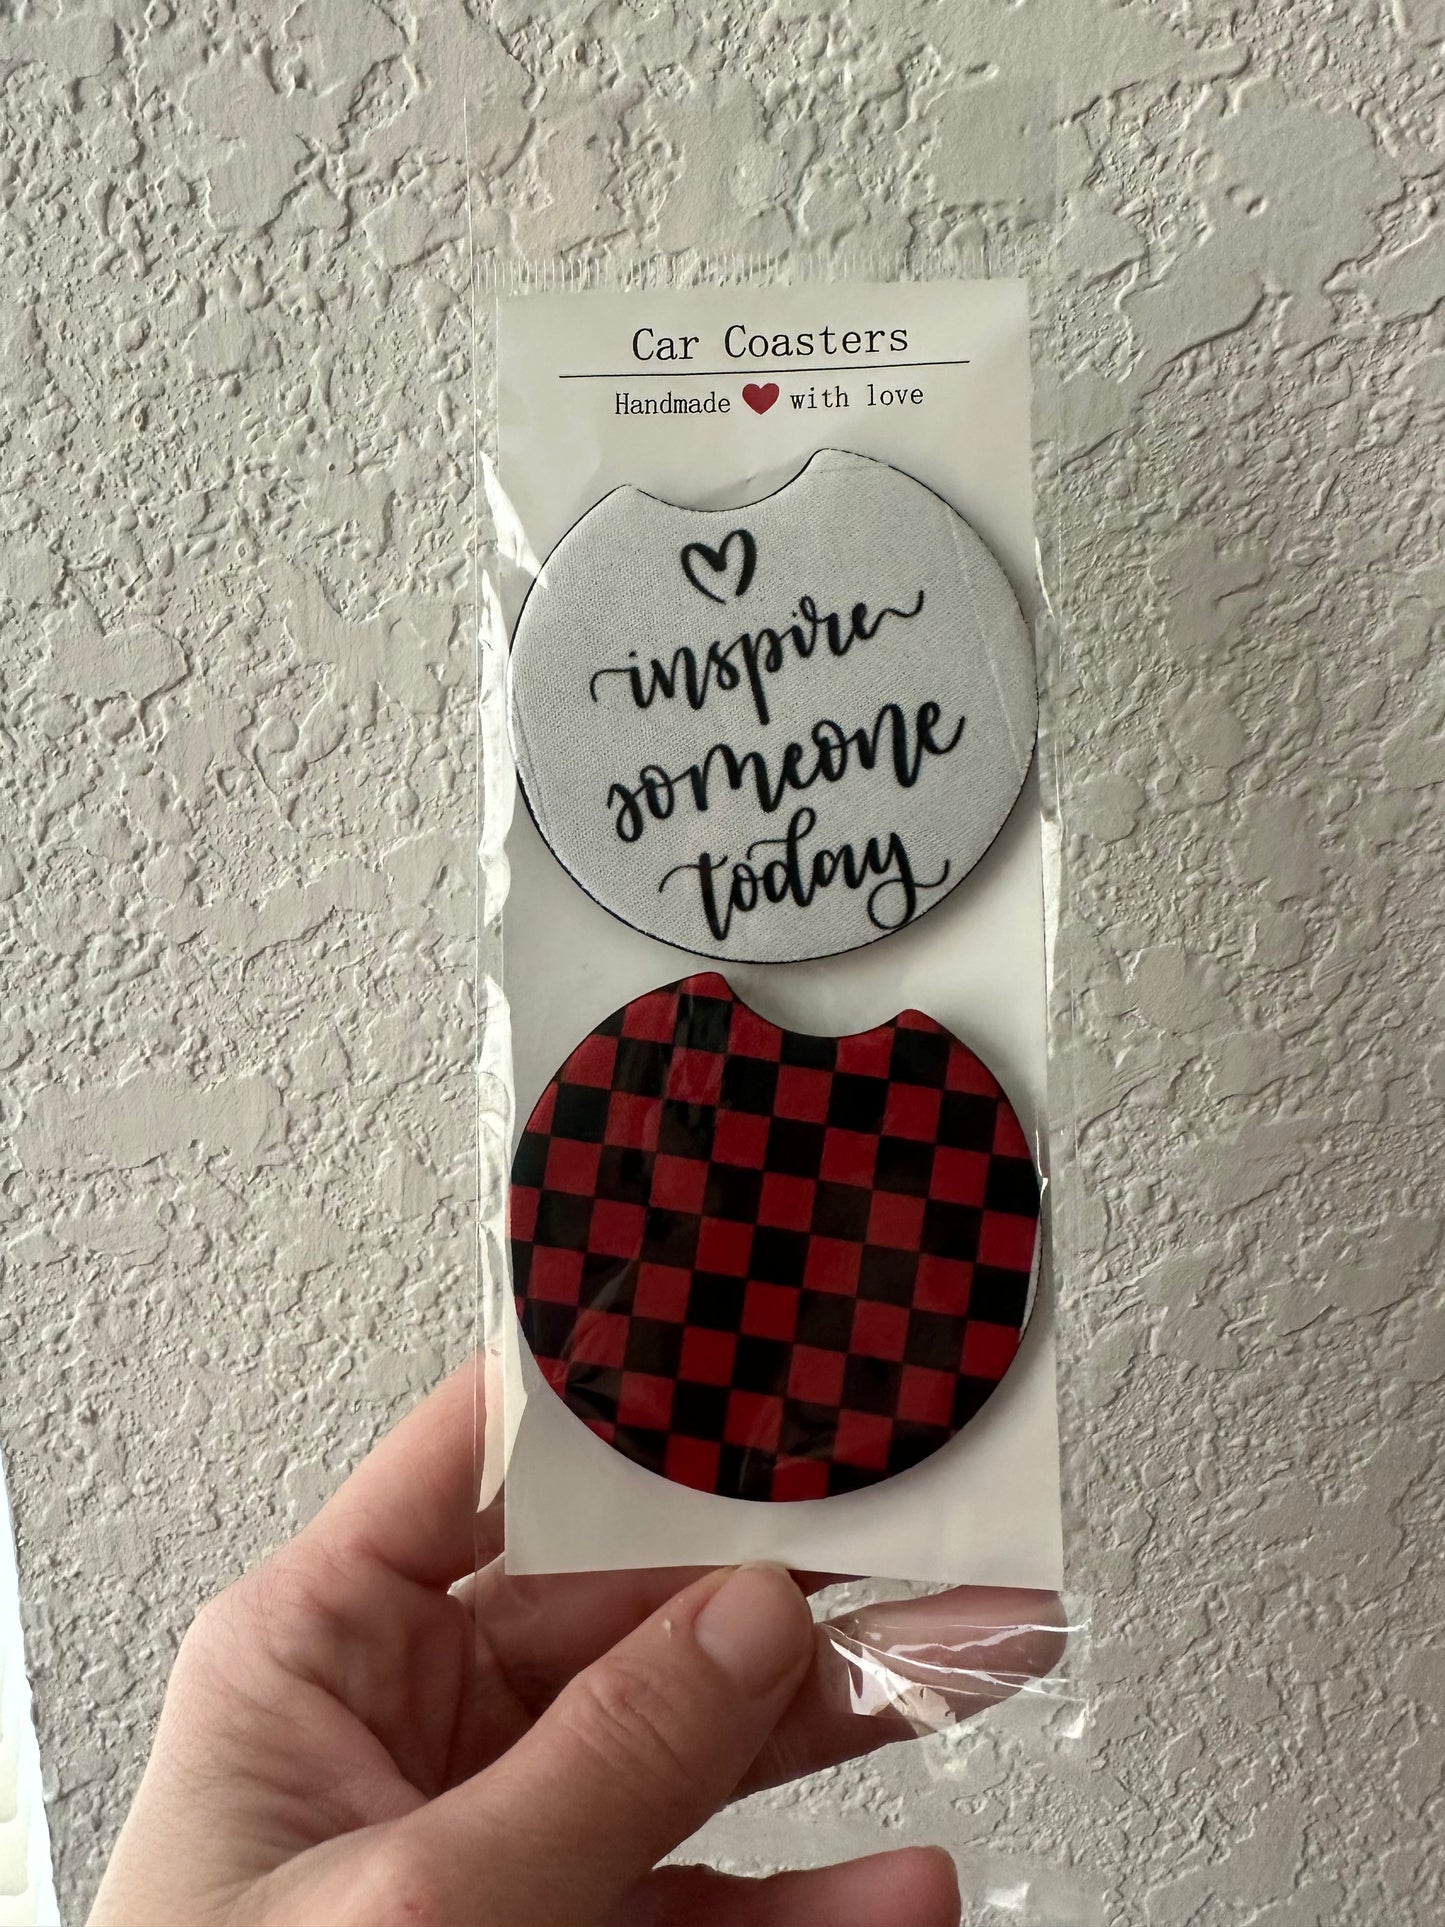 Car Coasters
Handmade ❤ with love
inspire
someone
today